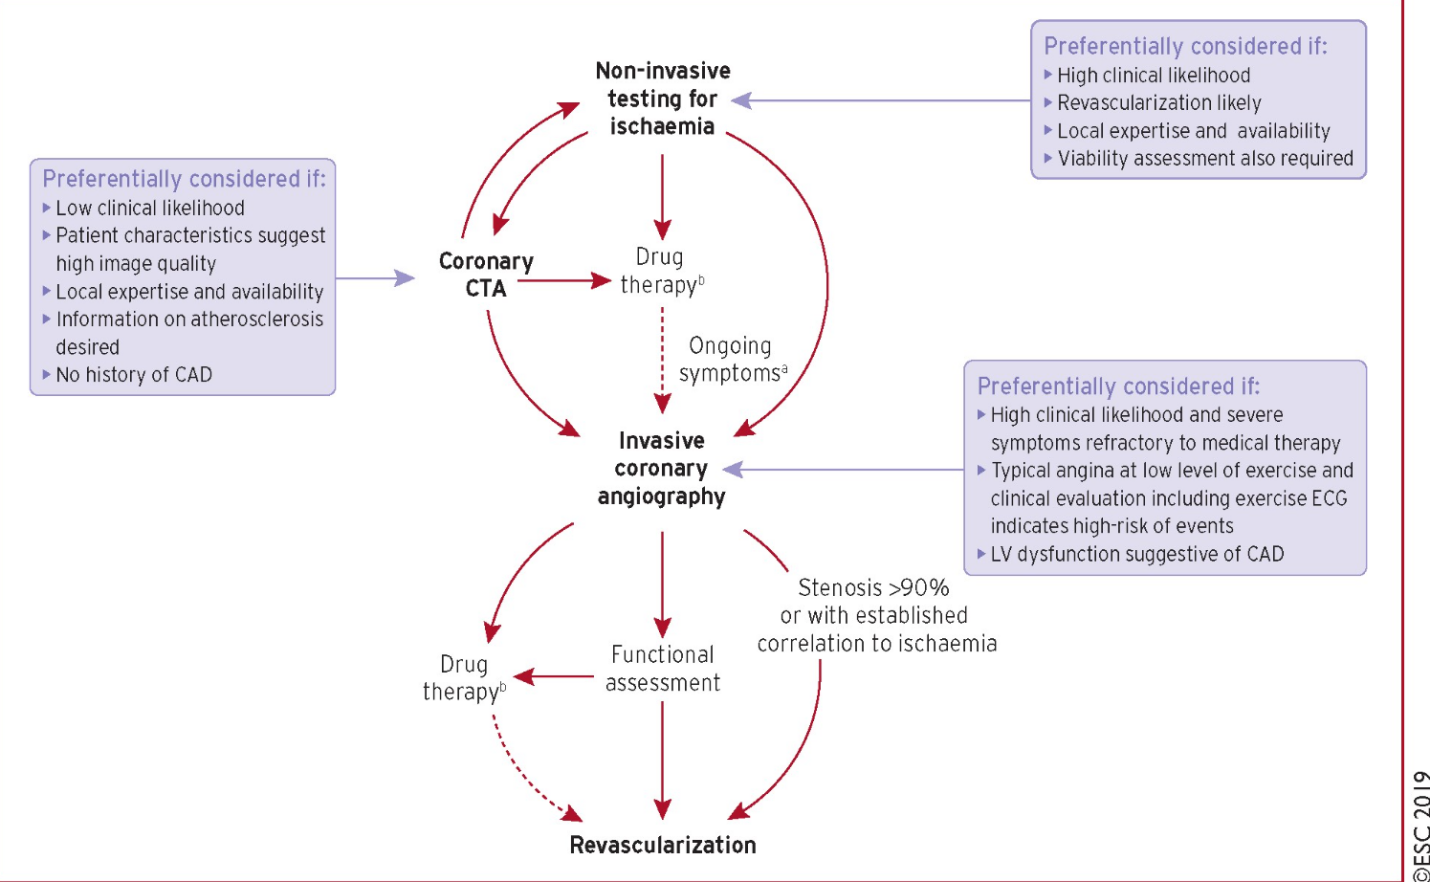 Non-invasive
testing for
ischaemia
Preferentially considered if:
High clinical likelihood
Revascularization likely
Local expertise and availability
Viability assessment also required
Preferentially considered if:
Low clinical likelihood
Patient characteristics suggest
high image quality
Local expertise and availability
Information on atherosclerosis
desired
No history of CAD
Coronary
CTA
Drug
therapyᵇ
Ongoing
symptomsᵃ
Preferentially considered if:
High clinical likelihood and severe
symptoms refractory to medical therapy
Typical angina at low level of exercise and
clinical evaluation including exercise ECG
indicates high-risk of events
LV dysfunction suggestive of CAD
Invasive
coronary
angiography
Stenosis >90%
or with established
correlation to ischaemia
Drug
therapyᵇ
Functional
assessment
Revascularization
©ESC 2019